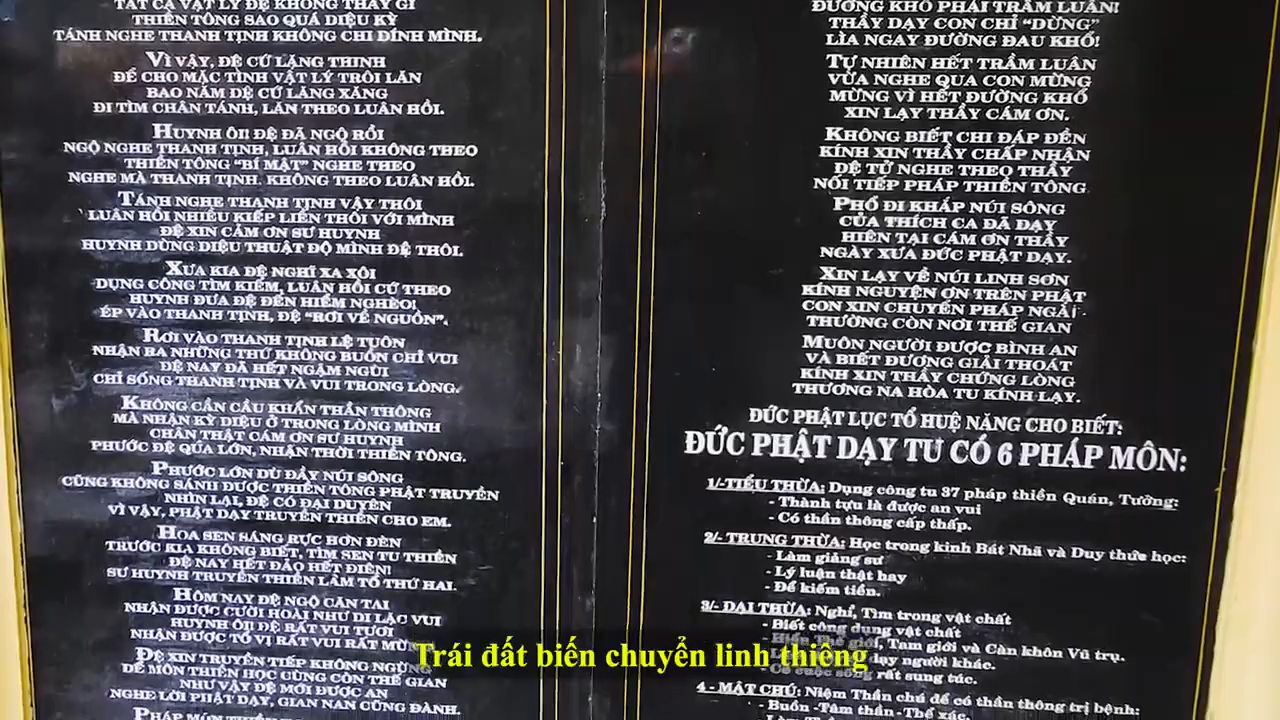 TẤT CẢ VẬT LÝ ĐỆ KHÔNG THẤY GÌ
THIỀN TÔNG SAO QUÁ DIỆU KỲ
TÁNH NGHE THANH TỊNH KHÔNG CHI DÍNH MÌNH.
VÌ VẬY, ĐỆ CỨ LẶNG THINH
ĐỂ CHO MẶC TÌNH VẬT LÝ TRÔI LĂN
BAO NĂM ĐỆ CỨ LĂNG XĂNG
ĐI TÌM CHÂN TÁNH, LĂN THEO LUÂN HỒI.
HUYNH ÔI! ĐỆ ĐÃ NGỘ RỒI
NGỘ NGHE THANH TỊNH, LUÂN HỒI KHÔNG THEO
THIỀN TÔNG “BÍ MẬT” NGHE THEO
NGHE MÀ THANH TỊNH. KHÔNG THEO LUÂN HỒI.
TÁNH NGHE THANH TỊNH VẬY THÔI
LUÂN HỒI NHIỀU KIẾP LIỀN THÔI VỚI MÌNH
ĐỆ XIN CẢM ƠN SƯ HUYNH
HUYNH DÙNG DIỆU THUẬT ĐỘ MÌNH ĐỆ THÔI.
XƯA KIA ĐỆ NGHĨ XA XÔI
DỤNG CÔNG TÌM KIẾM, LUÂN HỒI CỨ THEO
HUYNH ĐƯA ĐỆ ĐẾN HIỂM NGHÈO!
ÉP VÀO THANH TỊNH, ĐỆ “RƠI VỀ NGUỒN”.
RƠI VÀO THANH TỊNH LỆ TUÔN
NHẬN RA NHỮNG THỨ KHÔNG BUỒN CHỈ VUI
ĐỆ NAY ĐÃ HẾT NGẬM NGÙI
CHỈ SỐNG THANH TỊNH VÀ VUI TRONG LÒNG.
KHÔNG CẦN CẦU KHẨN THẦN THÔNG
MÀ NHẬN KỲ DIỆU Ở TRONG LÒNG MÌNH
CHÂN THẬT CẢM ƠN SƯ HUYNH
PHƯỚC ĐỆ QÚA LỚN, NHẬN THỜI THIỀN TÔNG.
PHƯỚC LỚN DÙ ĐẦY NÚI SÔNG
CŨNG KHÔNG SÁNH ĐƯỢC THIỀN TÔNG PHẬT TRUYỀN
NHÌN LẠI, ĐỆ CÓ ĐẠI DUYÊN
VÌ VẬY, PHẬT DẠY TRUYỀN THIỀN CHO EM.
HOA SEN SÁNG RỰC HƠN ĐÈN
TRƯỚC KIA KHÔNG BIẾT, TÌM SEN TU THIỀN
ĐỆ NAY HẾT ĐẢO HẾT ĐIÊN!
SƯ HUYNH TRUYỀN THIỀN LÀM TỔ THỨ HAI.
HÔM NAY ĐỆ NGỘ CĂN TAI
NHẬN ĐƯỢC CƯỜI HOÀI NHƯ DI LẶC VUI
HUYNH ÔI! ĐỆ RẤT VUI TƯƠI
NHẬN ĐƯỢC TỔ VỊ RẤT VUI RẤT
ĐỆ XIN TRUYỀN TIẾP KHÔNG NGỪNG
ĐỂ MÔN THIỀN HỌC CŨNG CÒN THẾ GIAN
NHƯ VẬY ĐỆ MỚI ĐƯỢC AN
NGHE LỜI PHẬT DẠY, GIAN NAN CŨNG ĐÀNH.
PHÁP MÔN THIỀN
ĐƯỜNG KHỔ PHẢI TRẦM LUÂN!
THẦY DẠY CON CHỈ “DỪNG”
LÌA NGAY ĐƯỜNG ĐAU KHỔ!
TỰ NHIÊN HẾT TRẦM LUÂN
VỪA NGHE QUA CON MỪNG
MỪNG VÌ HẾT ĐƯỜNG KHỔ
XIN LẠY THẦY CÁM ƠN.
KHÔNG BIẾT CHI ĐÁP ĐỀN
KÍNH XIN THẦY CHẤP NHẬN
ĐỆ TỬ NGHE THEO THẦY
NỐI TIẾP PHÁP THIỀN TÔNG
PHỔ ĐI KHẮP NÚI SÔNG
CỦA THÍCH CA ĐÃ DẠY
HIỆN TẠI CÁM ƠN THẦY
NGÀY XƯA ĐỨC PHẬT DẠY.
XIN LẠY VỀ NÚI LINH SƠN
KÍNH NGUYỆN ƠN TRÊN PHẬT
CON XIN CHUYỂN PHÁP NGÀI
THƯỜNG CÒN NƠI THẾ GIAN
MUÔN NGƯỜI ĐƯỢC BÌNH AN
VÀ BIẾT ĐƯỢNG GIẢI THOÁT
KÍNH XIN THẦY CHỨNG LÒNG
THƯƠNG NA HÒA TU KÍNH LẠY.
ĐỨC PHẬT LỤC TỔ HUỆ NĂNG CHO BIẾT:
ĐỨC PHẬT DẠY TU CÓ 6 PHÁP MÔN:
1/-TIỂU THỪA: Dụng công tu 37 pháp thiền Quán, Tưởng:
- Thành tựu là được an vui
- Có thần thông cấp thấp.
2/- TRUNG THỪA: Học trong kinh Bát Nhã và Duy thức học:
- Làm giảng sư
- Lý luận thật hay
- Để kiếm tiền.
3/- ĐẠI THỪA: Nghĩ, Tìm trong vật chất
- Biết công dụng vật chất
- Hiểu Thế giới, Tam giới và Càn khôn Vũ trụ.
dạy người khác.
- Có cuộc sống rất sung túc.
4 - MẬT CHÚ: Niệm Thần chú để có thần thông trị bệnh:
- Buồn -Tâm thần -Thể xác.
Trái đất biến chuyển linh thiêng